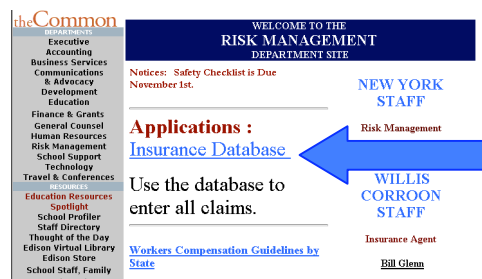 theCommon
DEPARTMENTS
Executive
Accounting
Business Services
Communications
& Advocacy
Development
Education
Finance & Grants
General Counsel
Human Resources
Risk Management
School Support
Technology
Travel & Conferences
RESOURCES
Education Resources
Spotlight
School Profiler
Staff Directory
Thought of the Day
Edison Virtual Library
Edison Store
School Staff, Family
WELCOME TO THE
RISK MANAGEMENT
DEPARTMENT SITE
Notices: Safety Checklist is Due
November 1st.
Applications :
Insurance Database
Use the database to
enter all claims.
Workers Compensation Guidelines by
State
NEW YORK
STAFF
Risk Management
WILLIS
CORROON
STAFF
Insurance Agent
Bill Glenn